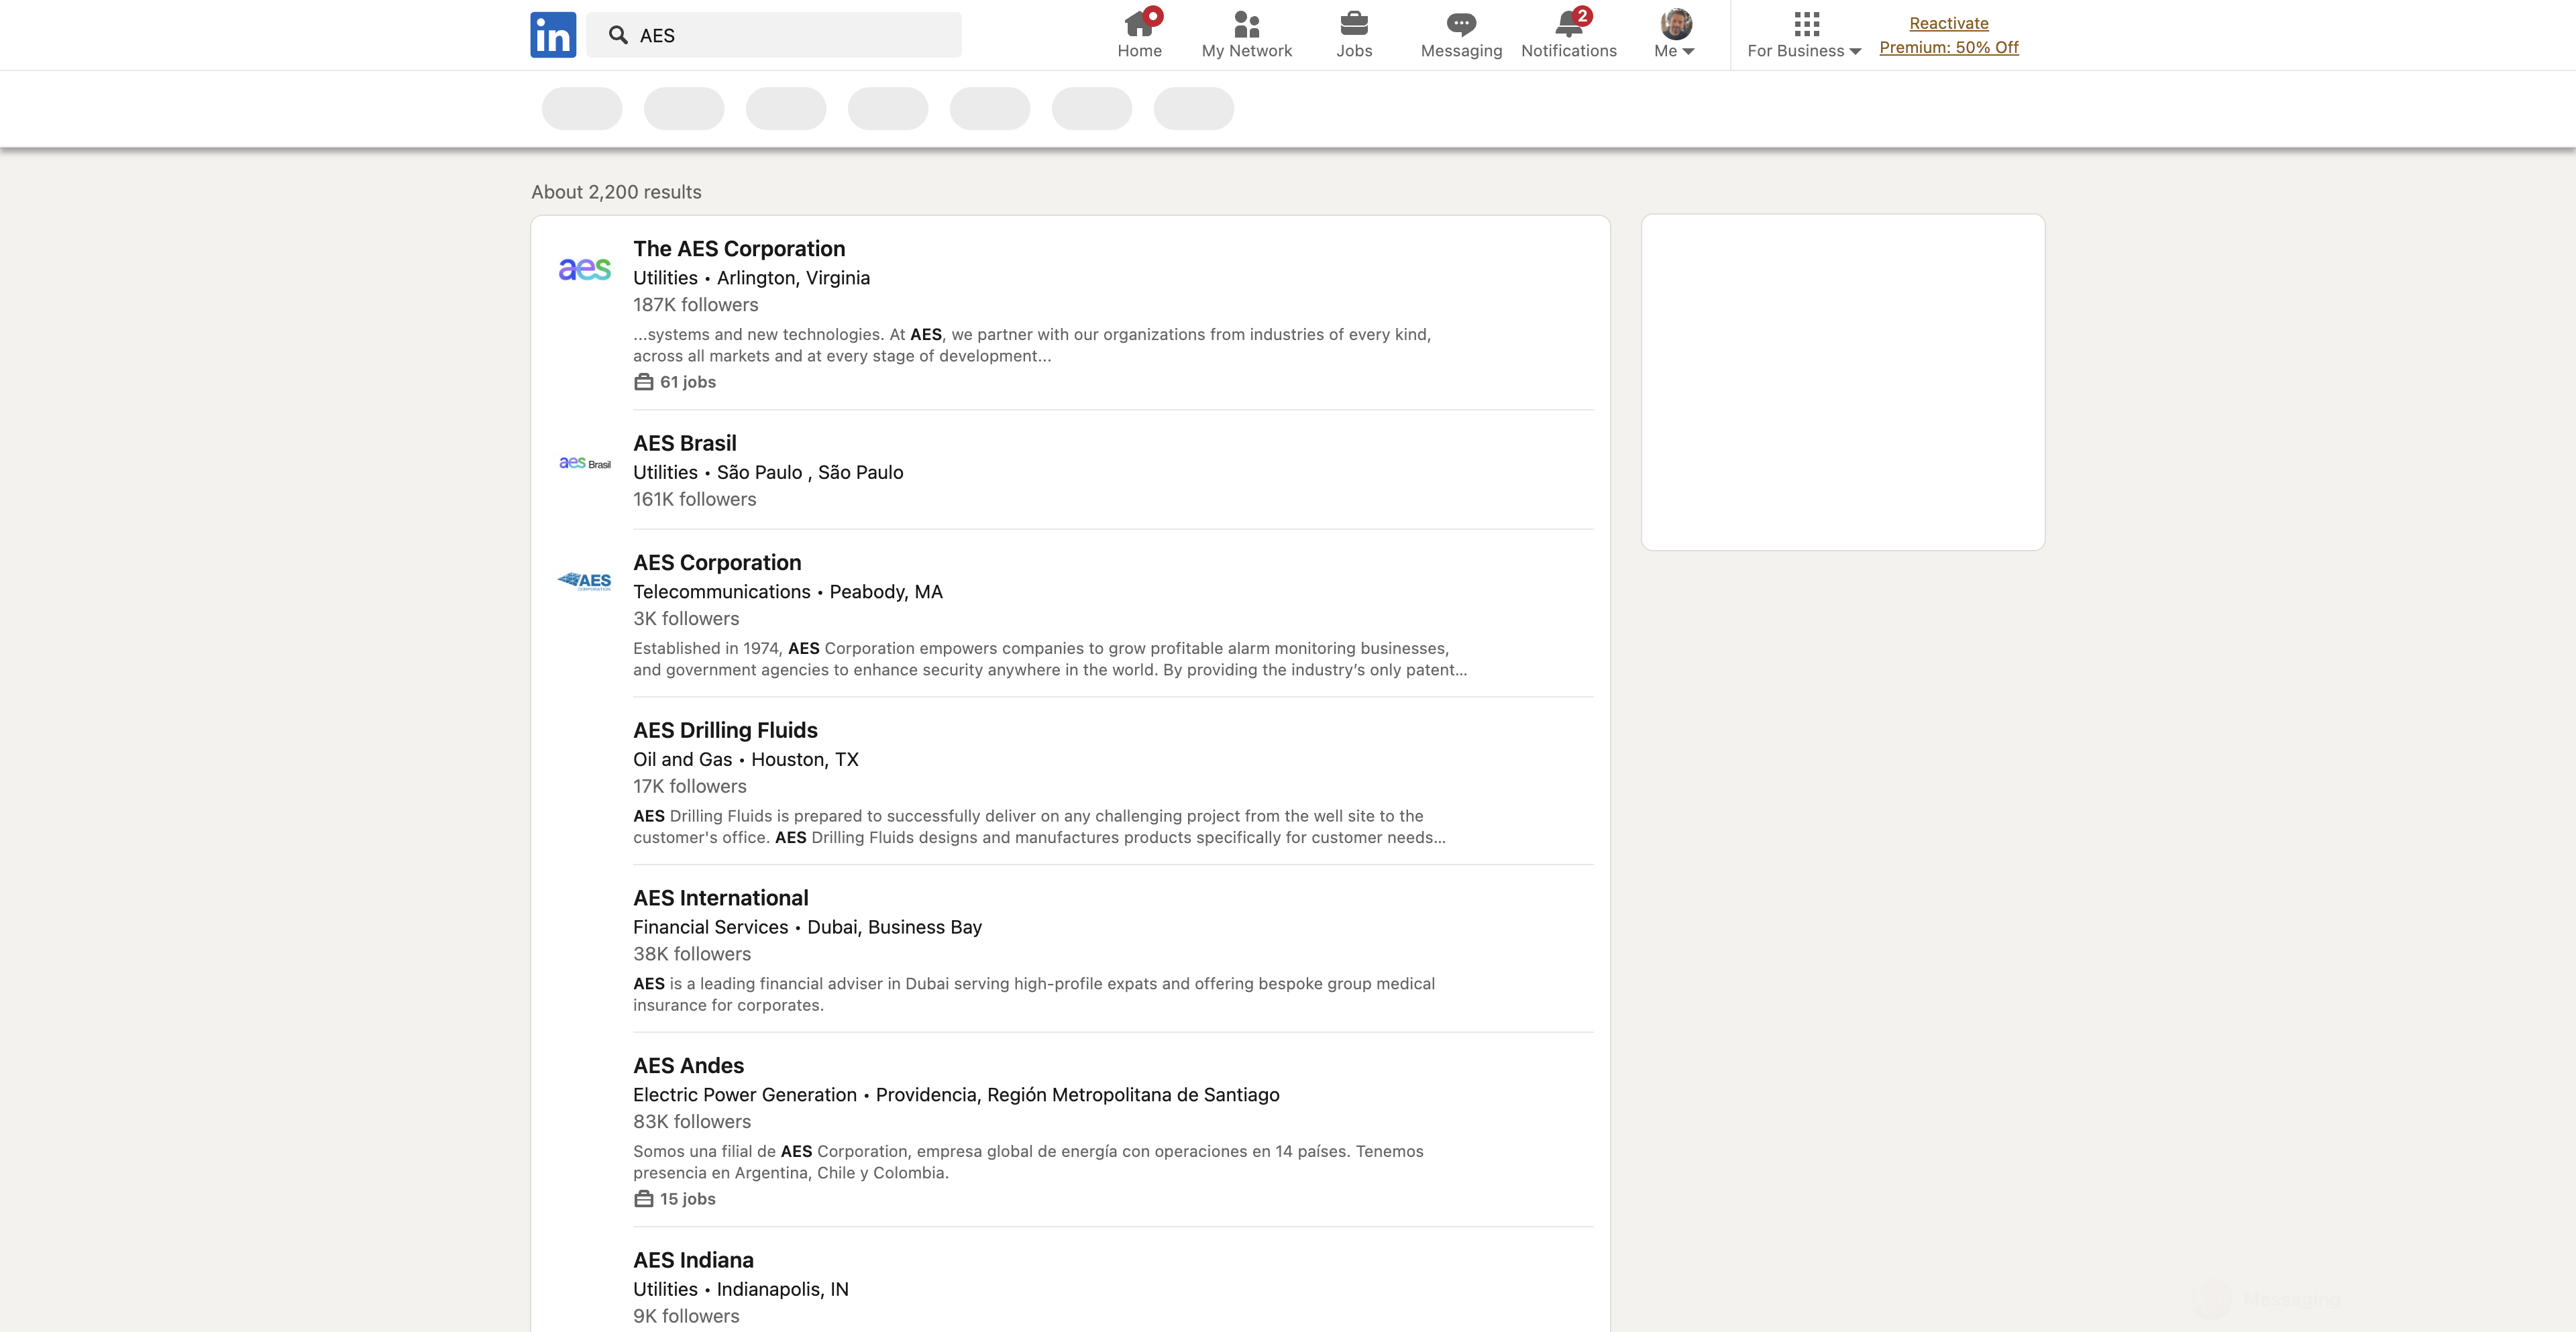 in
AES
Home
My Network
Jobs
Messaging
2
Notifications
Me
For Business
Reactivate
Premium: 50% Off
About 2,200 results
aes
The AES Corporation
Utilities • Arlington, Virginia
187K followers
...systems and new technologies. At AES, we partner with our organizations from industries of every kind,
across all markets and at every stage of development...
61 jobs
aes Brasil
AES Brasil
Utilities • São Paulo , São Paulo
161K followers
AES
CORPORATION
AES Corporation
Telecommunications • Peabody, MA
3K followers
Established in 1974, AES Corporation empowers companies to grow profitable alarm monitoring businesses,
and government agencies to enhance security anywhere in the world. By providing the industry’s only patent...
AES Drilling Fluids
Oil and Gas • Houston, TX
17K followers
AES Drilling Fluids is prepared to successfully deliver on any challenging project from the well site to the
customer's office. AES Drilling Fluids designs and manufactures products specifically for customer needs...
AES International
Financial Services • Dubai, Business Bay
38K followers
AES is a leading financial adviser in Dubai serving high-profile expats and offering bespoke group medical
insurance for corporates.
AES Andes
Electric Power Generation • Providencia, Región Metropolitana de Santiago
83K followers
Somos una filial de AES Corporation, empresa global de energía con operaciones en 14 países. Tenemos
presencia en Argentina, Chile y Colombia.
15 jobs
AES Indiana
Utilities • Indianapolis, IN
9K followers
Messaging